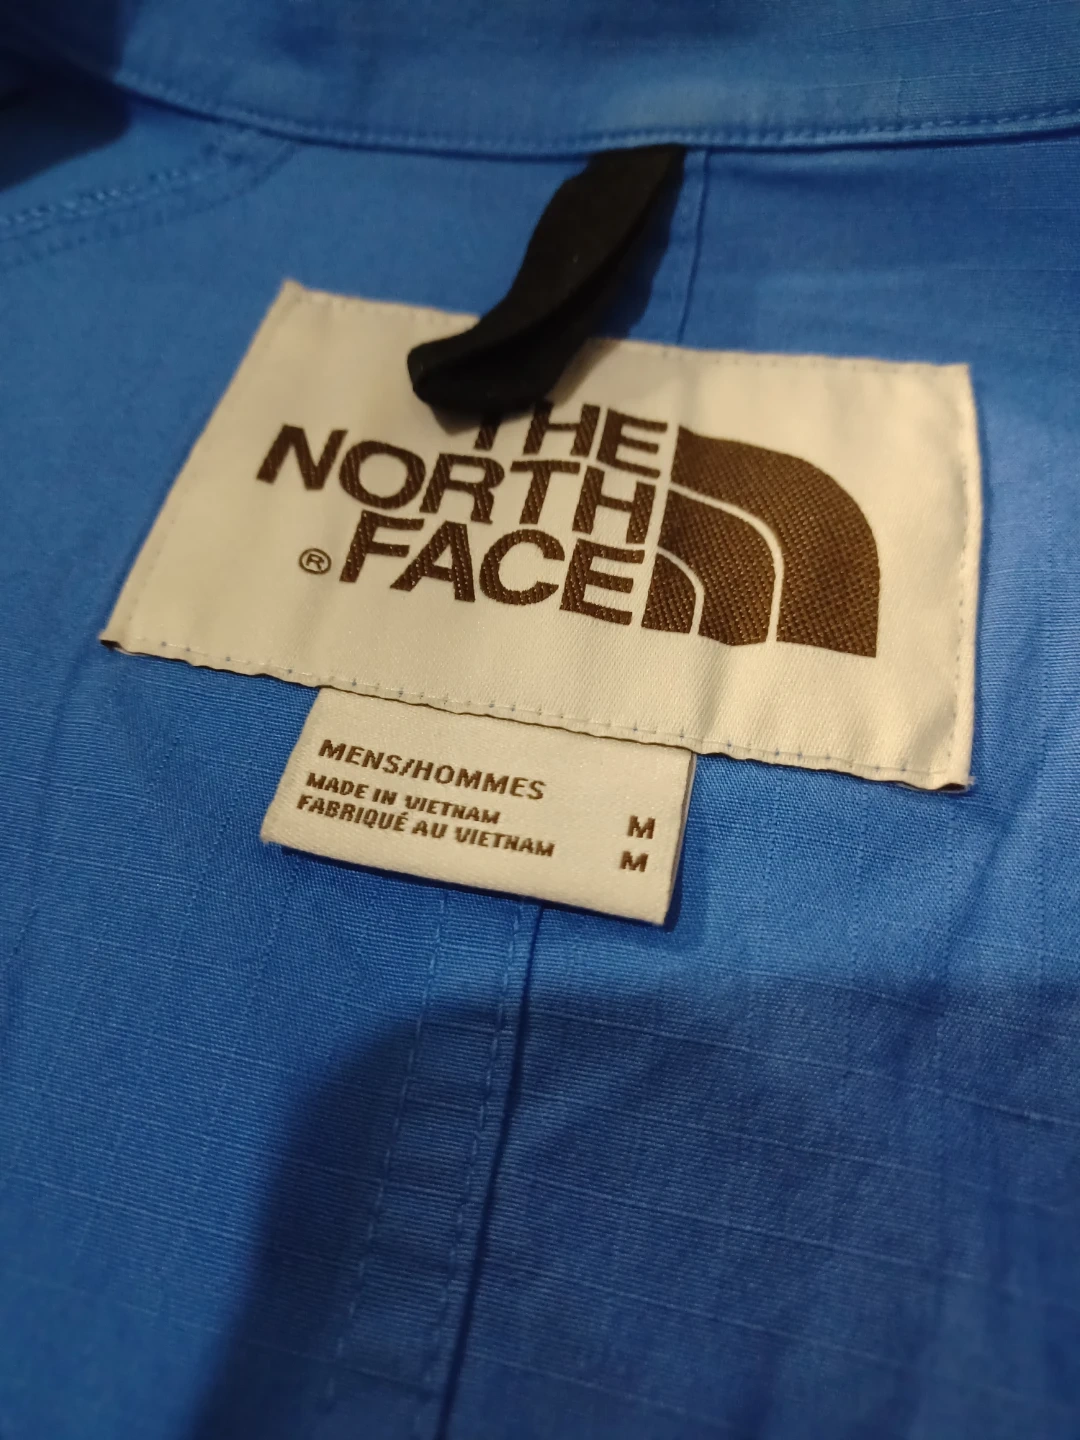 THE
NORTH
®FACE
MENS/HOMMES
MADE IN VIETNAM M
FABRIQUÉ AU VIETNAM M